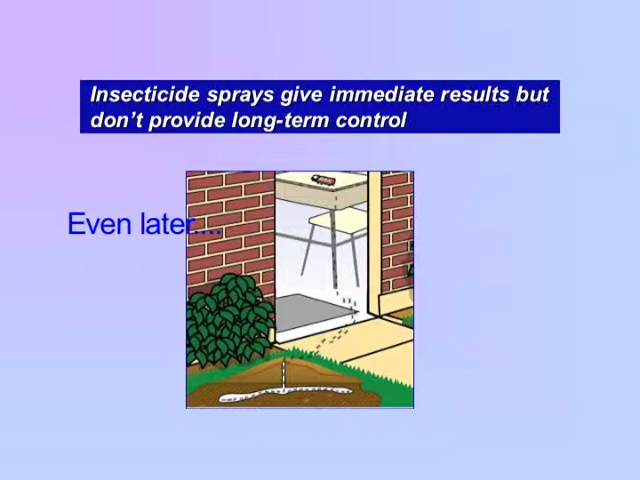 Insecticide sprays give immediate results but
don't provide long-term control
Even later....